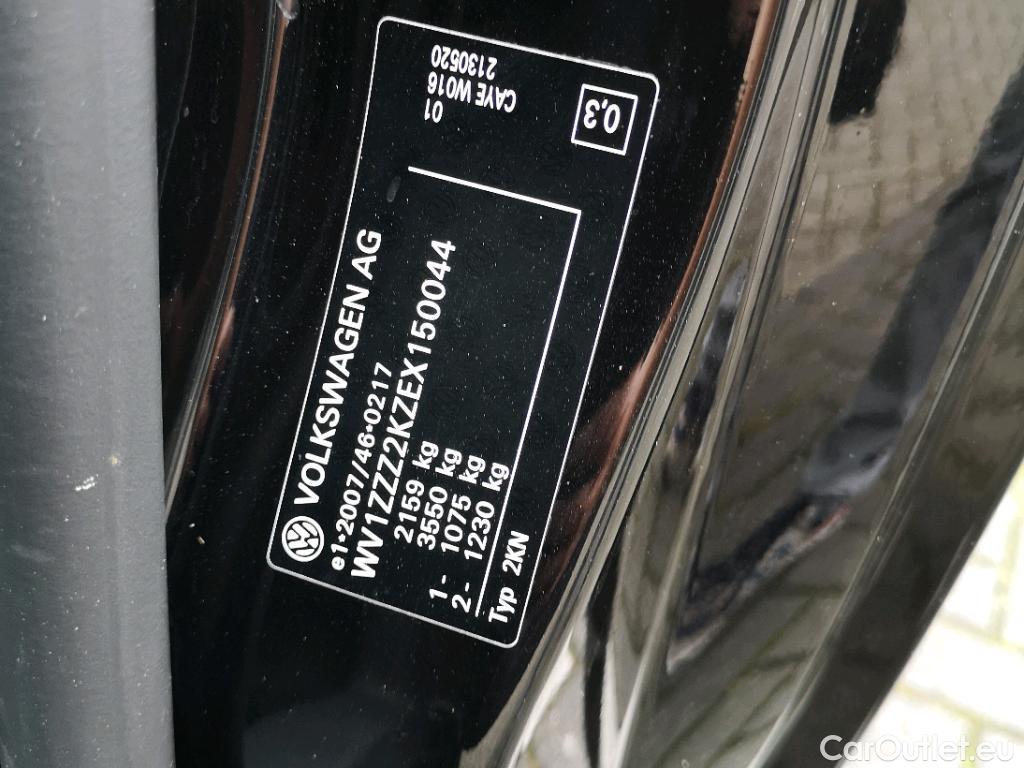 VOLKSWAGEN AG
e1*2007/46*0217
WV1ZZZ2KZEX150044
2159 kg
3550 kg
1- 1075 kg
2- 1230 kg
Typ 2KN
01
CAYE W016
2130520
0,3
CarOutlet.eu